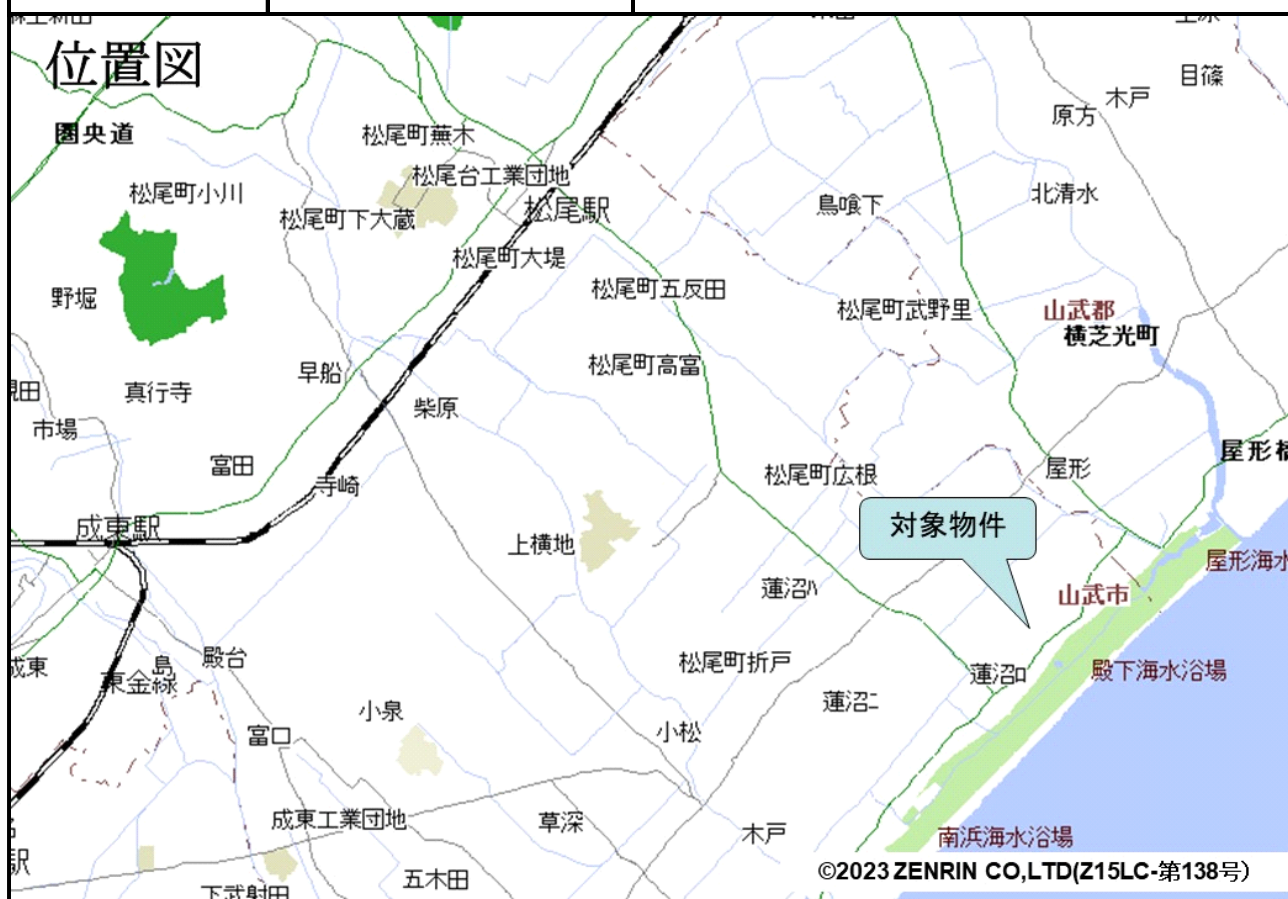 位置図
圏央道
木戸
目篠
原方
松尾町蕪木
松尾台工業団地
松尾町小川
松尾町下大蔵
松尾駅
鳥喰下
北清水
松尾町大堤
松尾町五反田
野堀
松尾町武野里
山武郡
横芝光町
早船
松尾町高富
真行寺
柴原
市場
富田
寺崎
松尾町広根
屋形
成東駅
上横地
対象物件
屋形海水
蓮沼ハ
山武市
成東
島
東金線
殿台
松尾町折戸
蓮沼ロ
殿下海水浴場
小泉
蓮沼ニ
富口
小松
成東工業団地
草深
木戸
南浜海水浴場
駅
五木田
下武射田
©2023 ZENRIN CO,LTD(Z15LC-第138号)